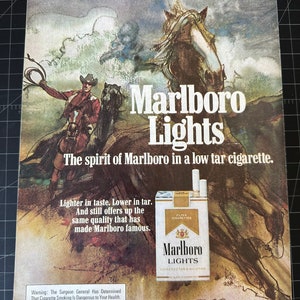 Marlboro
Lights
The spirit of Marlboro in a low tar cigarette.
Lighter in taste. Lower in tar.
And still offers up the
same quality that has
made Marlboro famous.
Marlboro
LIGHTS
Warning: The Surgeon General Has Determined
That Cigarette Smoking Is Dangerous to Your Health.